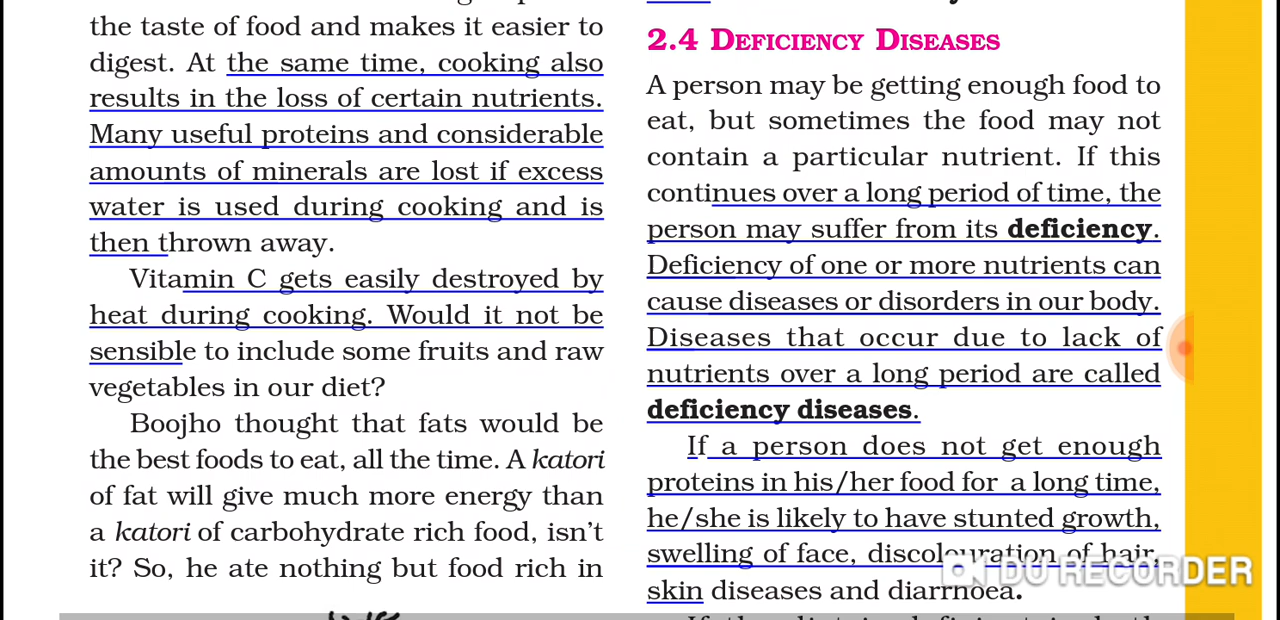 the taste of food and makes it easier to
digest. At the same time, cooking also
results in the loss of certain nutrients.
Many useful proteins and considerable
amounts of minerals are lost if excess
water is used during cooking and is
then thrown away.
Vitamin C gets easily destroyed by
heat during cooking. Would it not be
sensible to include some fruits and raw
vegetables in our diet?
Boojho thought that fats would be
the best foods to eat, all the time. A katori
of fat will give much more energy than
a katori of carbohydrate rich food, isn't
it? So, he ate nothing but food rich in
2.4 DEFICIENCY DISEASES
A person may be getting enough food to
eat, but sometimes the food may not
contain a particular nutrient. If this
continues over a long period of time, the
person may suffer from its deficiency.
Deficiency of one or more nutrients can
cause diseases or disorders in our body.
Diseases that occur due to lack of
nutrients over a long period are called
deficiency diseases.
If a person does not get enough
proteins in his/her food for a long time,
he/she is likely to have stunted growth,
swelling of face, discolouration of hair,
skin diseases and diarrhoea.
DU RECORDER